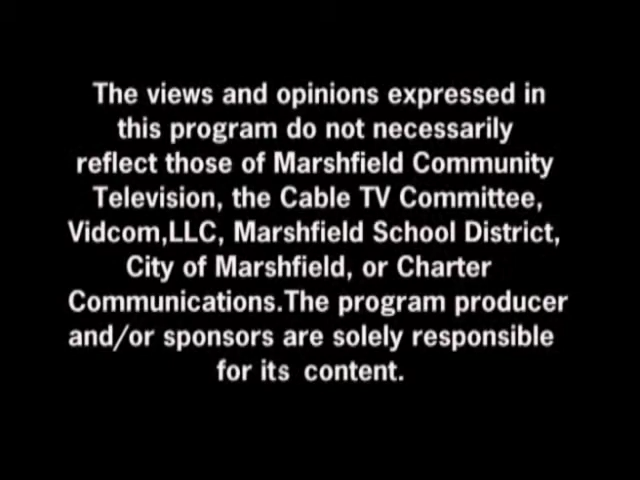 The views and opinions expressed in
this program do not necessarily
reflect those of Marshfield Community
Television, the Cable TV Committee,
Vidcom,LLC, Marshfield School District,
City of Marshfield, or Charter
Communications.The program producer
and/or sponsors are solely responsible
for its content.